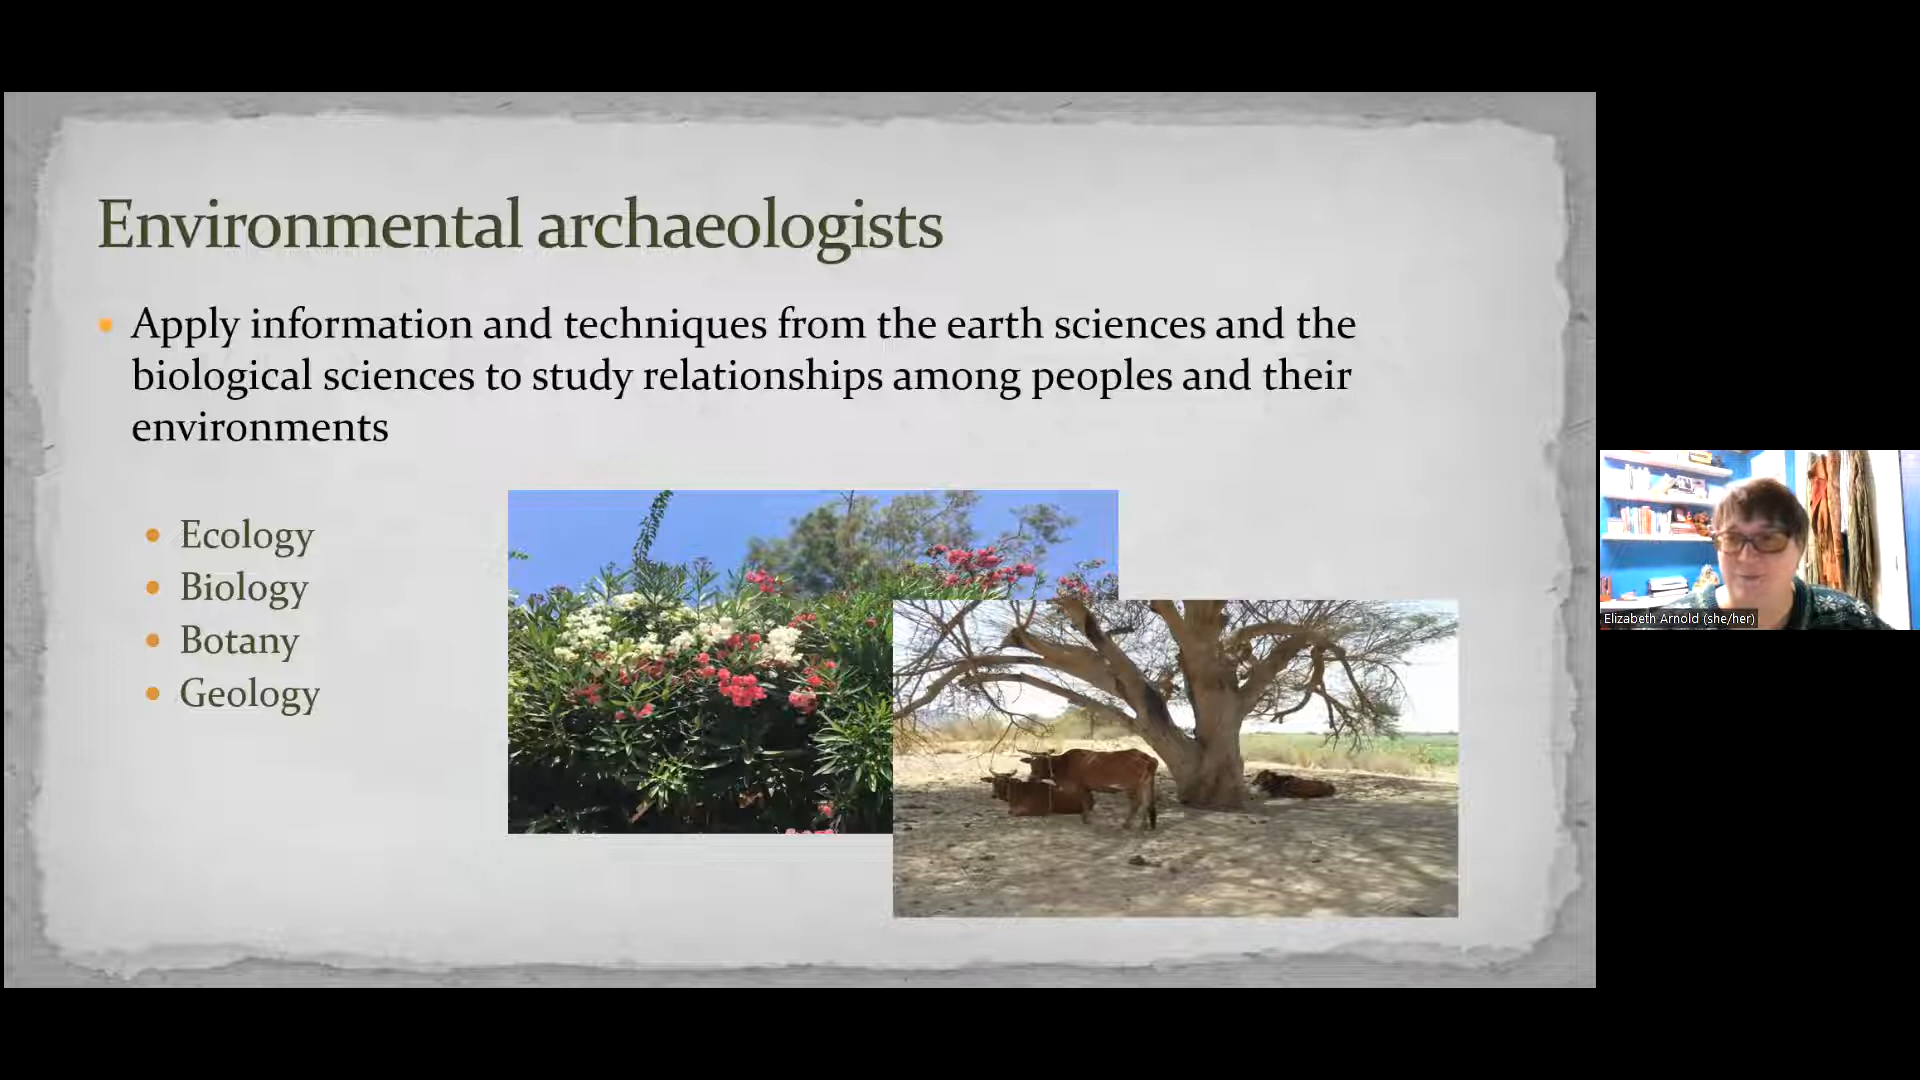 Environmental archaeologists
Apply information and techniques from the earth sciences and the
biological sciences to study relationships among peoples and their
environments
Ecology
Biology
Botany
Geology
Elizabeth Arnold (she/her)